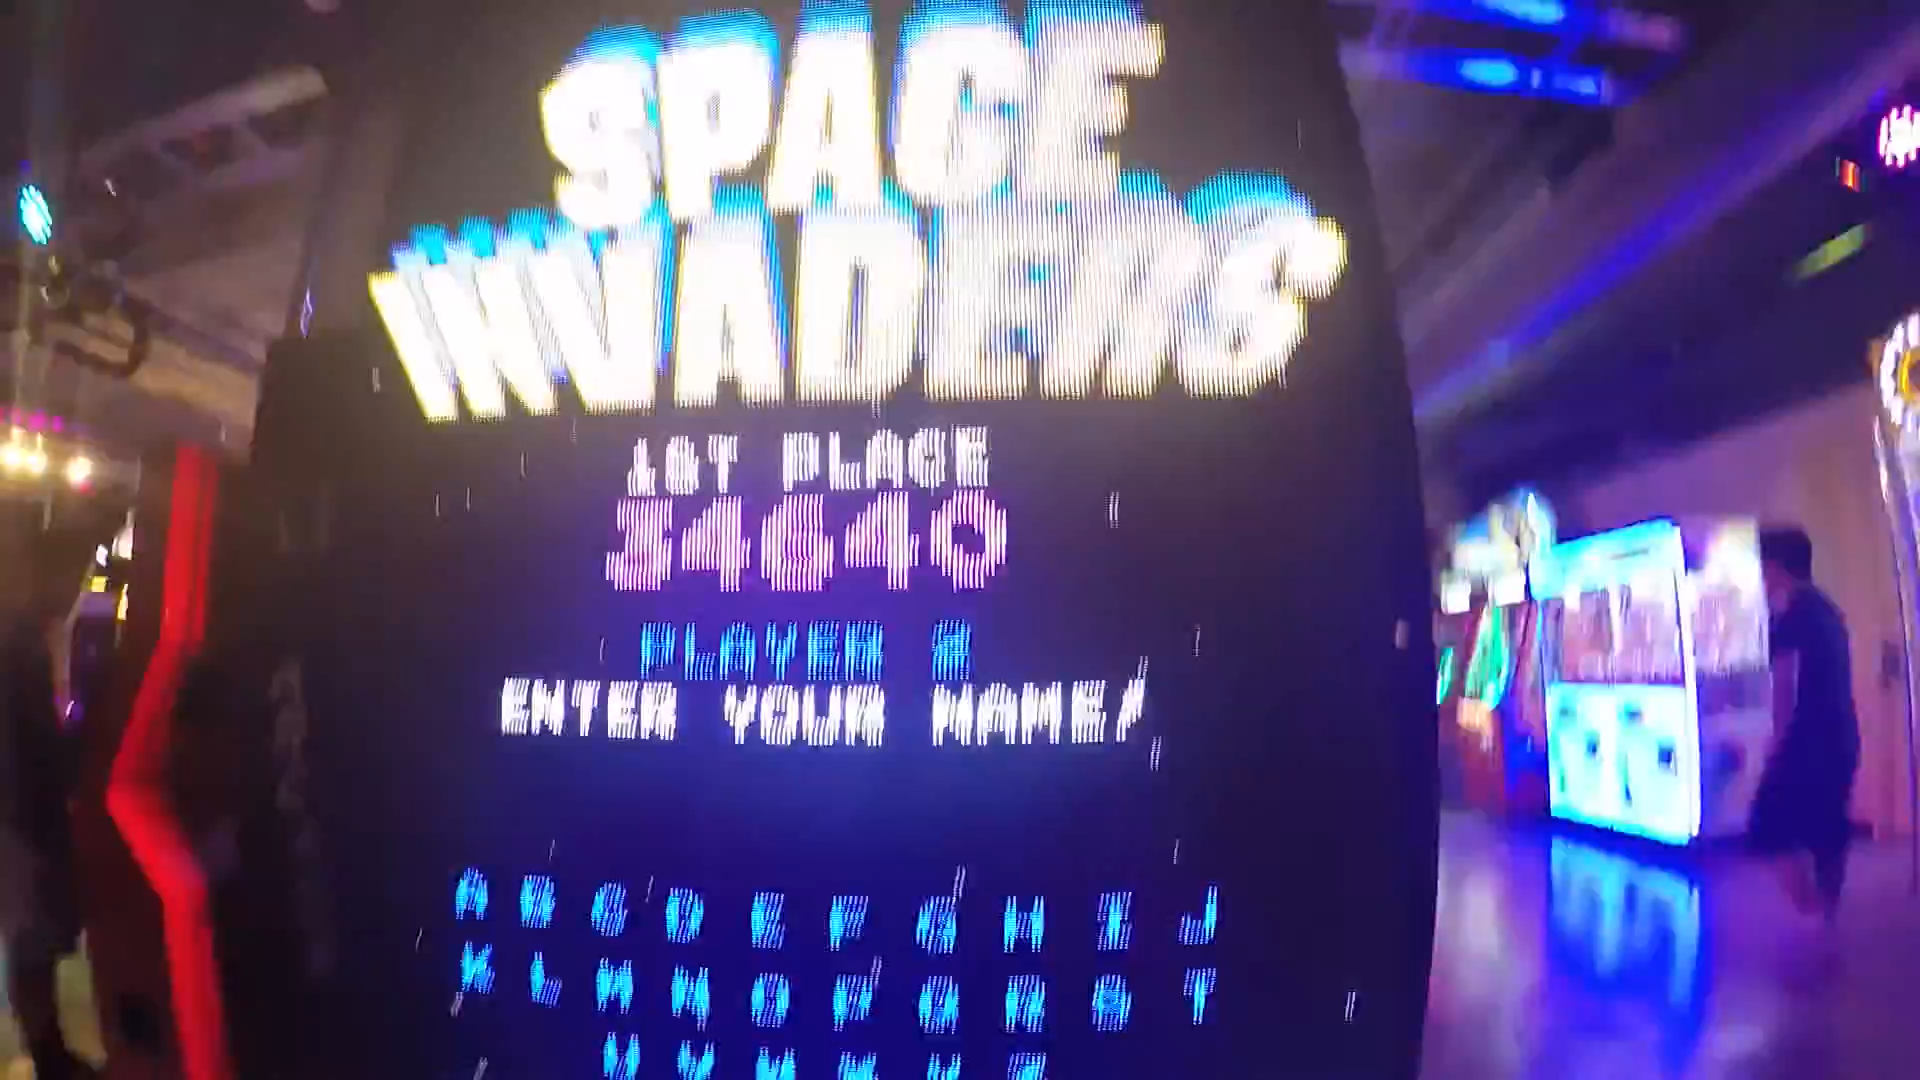 SPACE
INVADERS
1ST PLACE
34640
PLAYER 2
ENTER YOUR NAME!
A B C D E F G H I J
K L M N O P Q R S T
U V W X Y Z